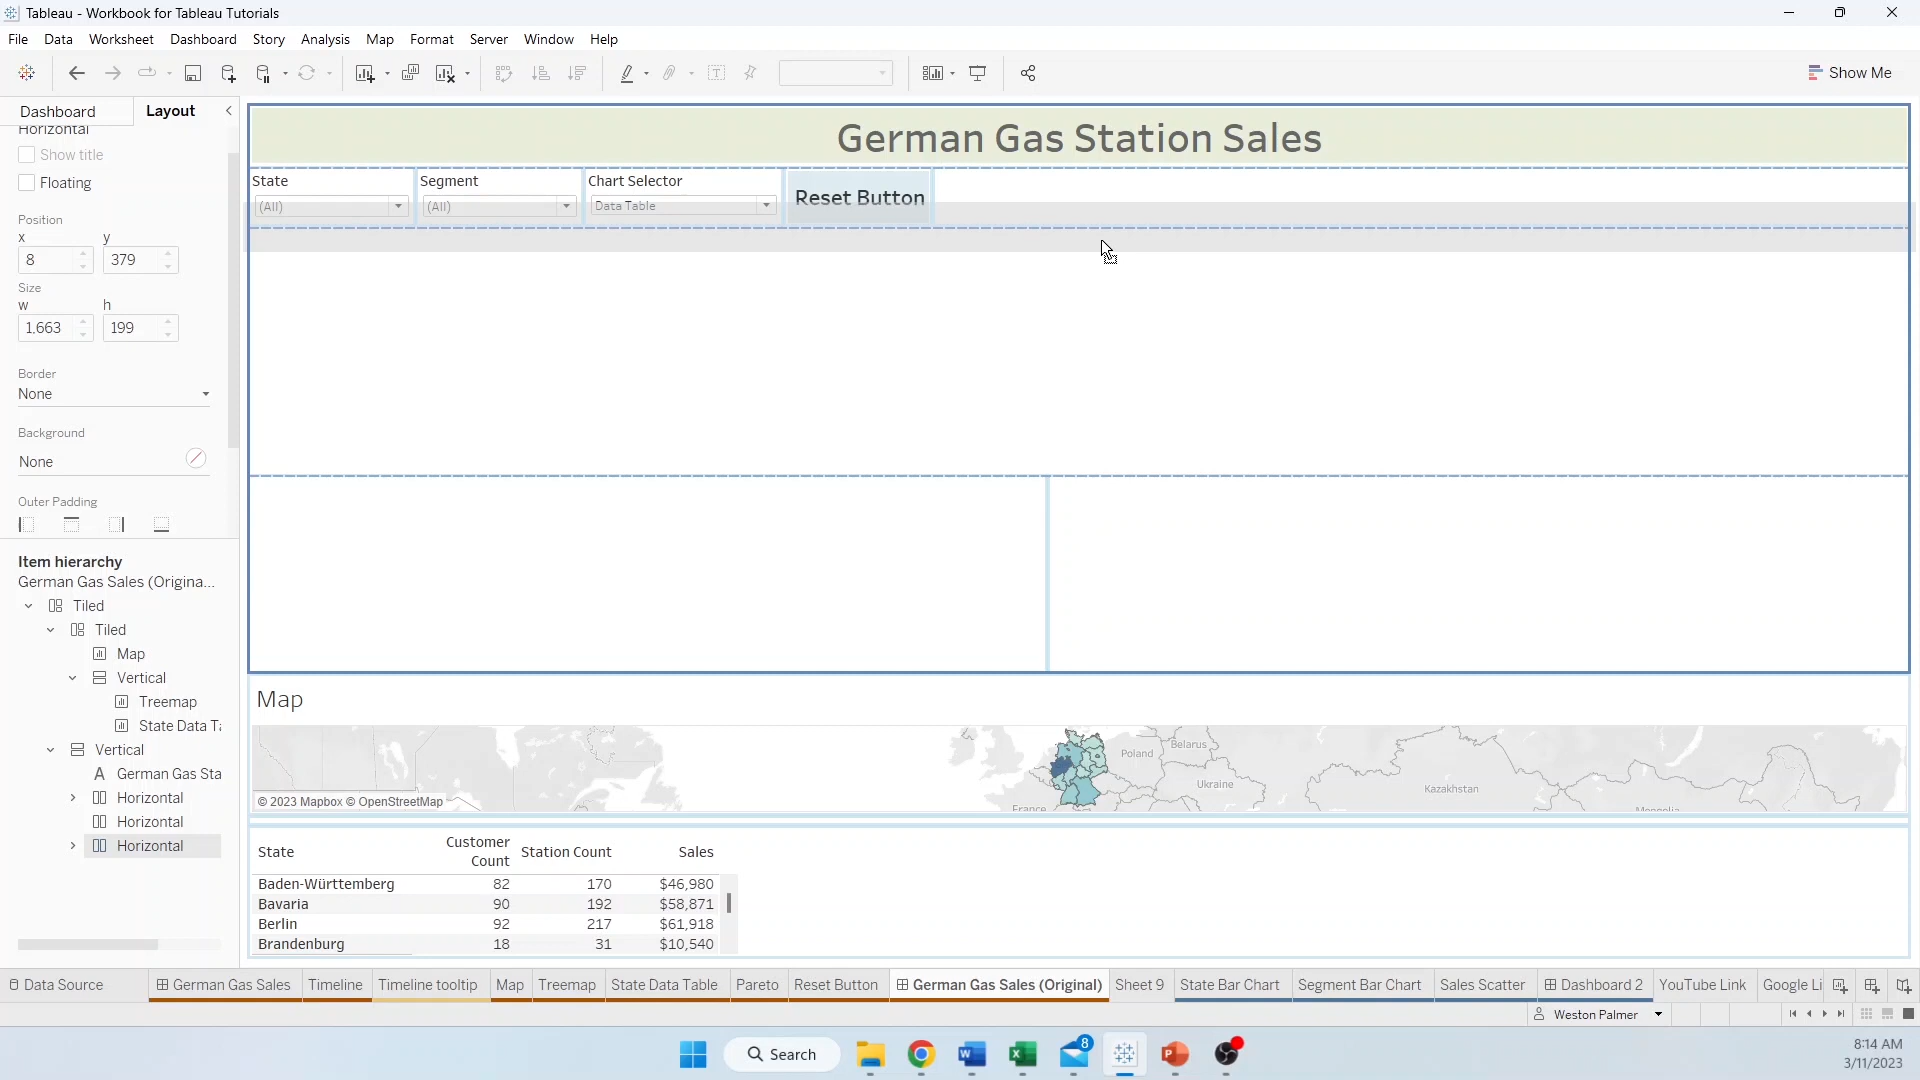 Tableau - Workbook for Tableau Tutorials
File Data Worksheet Dashboard Story Analysis Map Format Server Window Help
Show Me
Dashboard Layout
Horizontal
Show title
Floating
Position
x y
8 379
Size
w h
1,663 199
Border
None
Background
None
Outer Padding
Item hierarchy
German Gas Sales (Origina...
Tiled
Tiled
Map
Vertical
Treemap
State Data Ta
Vertical
German Gas Sta
Horizontal
Horizontal
Horizontal
German Gas Station Sales
State Segment Chart Selector
(All) (All) Data Table
Reset Button
Map
Poland Belarus
Ukraine
Kazakhstan
France
Mongolia
© 2023 Mapbox © OpenStreetMap
State Customer Count Station Count Sales
Baden-Württemberg 82 170 $46,980
Bavaria 90 192 $58,871
Berlin 92 217 $61,918
Brandenburg 18 31 $10,540
Data Source German Gas Sales Timeline Timeline tooltip Map Treemap State Data Table Pareto Reset Button German Gas Sales (Original) Sheet 9 State Bar Chart Segment Bar Chart Sales Scatter Dashboard 2 YouTube Link Google Li
Weston Palmer
Search
8
8:14 AM
3/11/2023